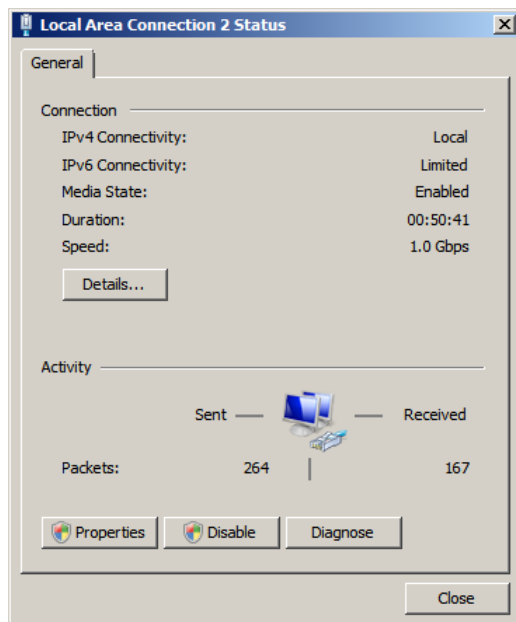 Local Area Connection 2 Status
General
Connection
IPv4 Connectivity: Local
IPv6 Connectivity: Limited
Media State: Enabled
Duration: 00:50:41
Speed: 1.0 Gbps
Details...
Activity
Sent Received
Packets: 264 167
Properties Disable Diagnose
Close